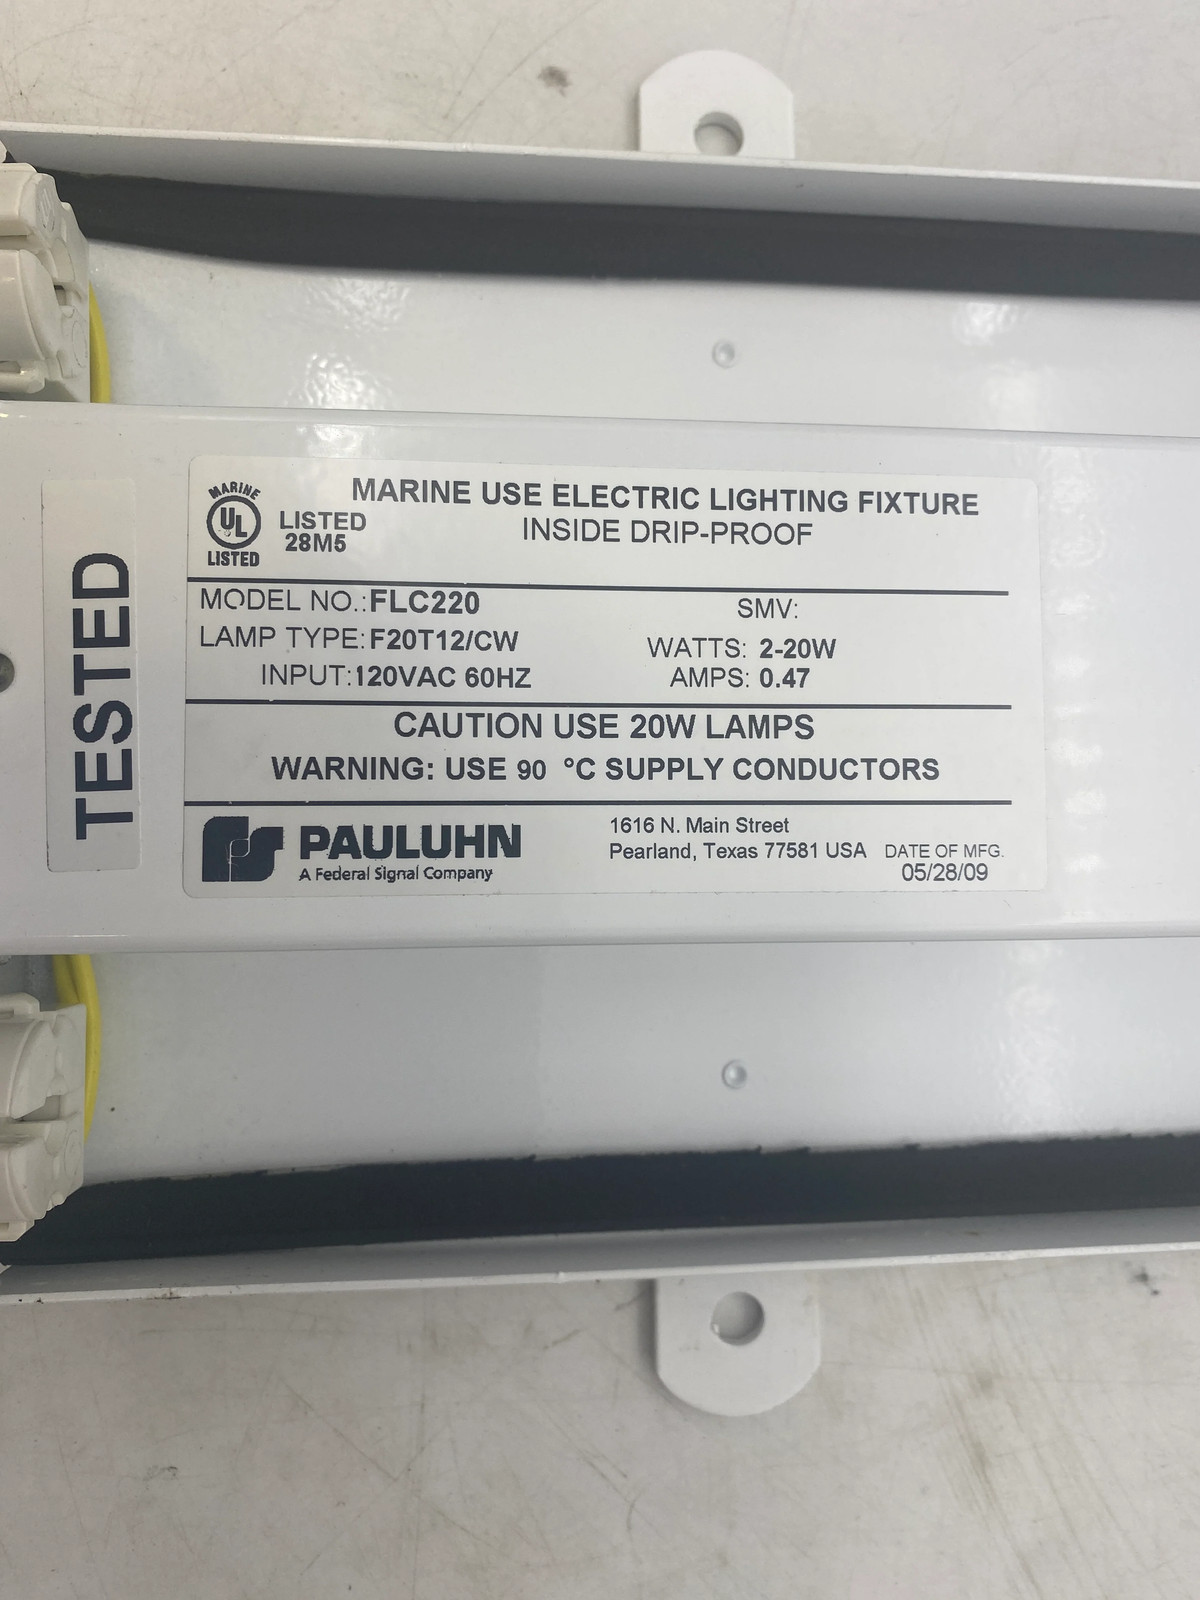 TESTED
MARINE
UL
LISTED
LISTED
28M5
MARINE USE ELECTRIC LIGHTING FIXTURE
INSIDE DRIP-PROOF
MODEL NO.:FLC220 SMV:
LAMP TYPE:F20T12/CW WATTS: 2-20W
INPUT:120VAC 60HZ AMPS: 0.47
CAUTION USE 20W LAMPS
WARNING: USE 90 °C SUPPLY CONDUCTORS
PAULUHN
A Federal Signal Company
1616 N. Main Street
Pearland, Texas 77581 USA
DATE OF MFG.
05/28/09